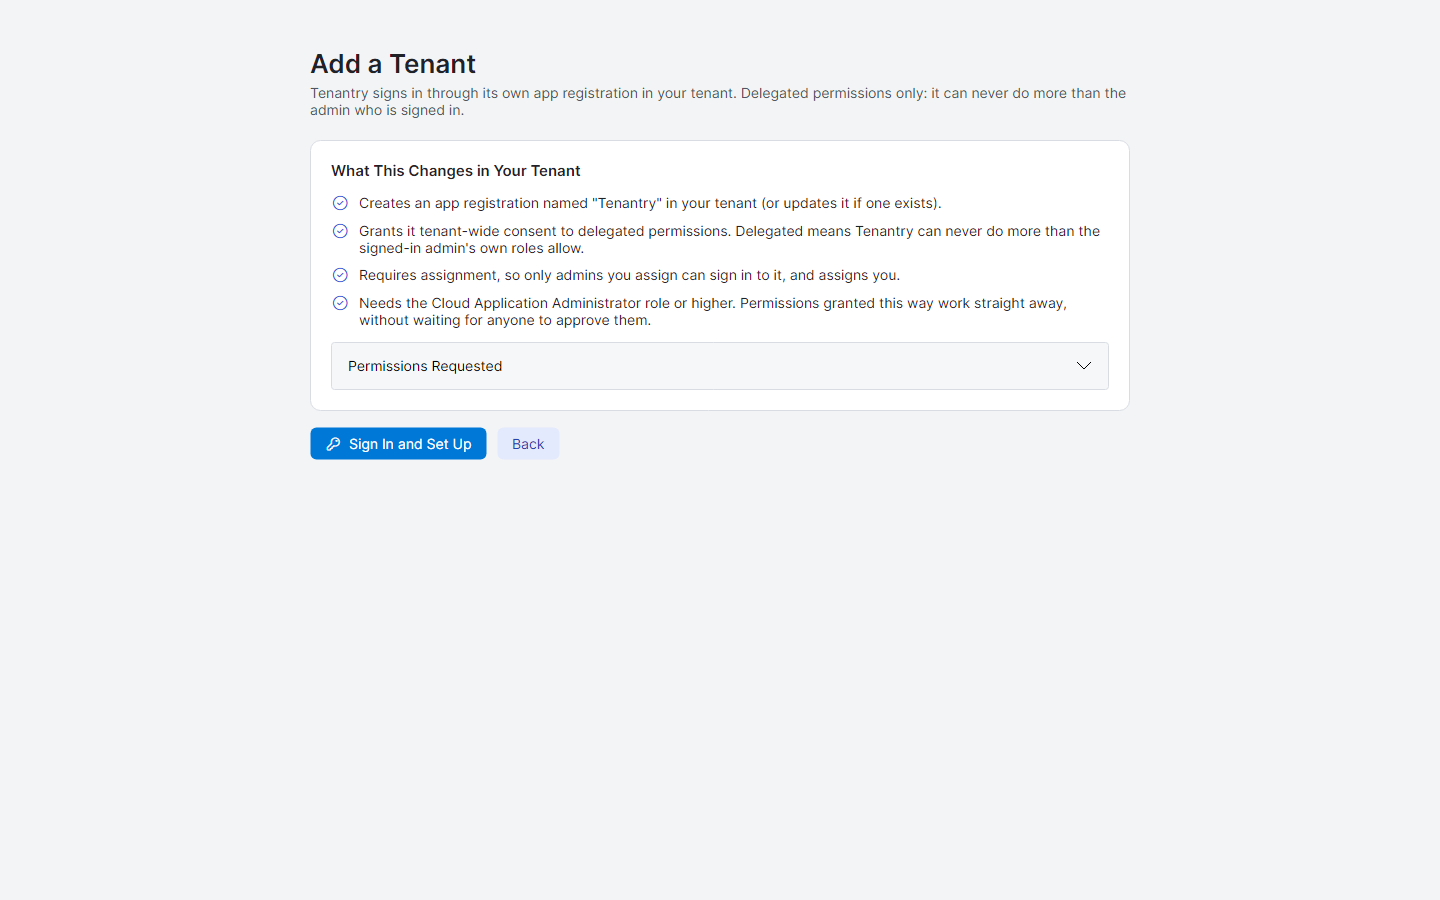 Add a Tenant
Tenantry signs in through its own app registration in your tenant. Delegated permissions only: it can never do more than the
admin who is signed in.
What This Changes in Your Tenant
Creates an app registration named "Tenantry" in your tenant (or updates it if one exists).
Grants it tenant-wide consent to delegated permissions. Delegated means Tenantry can never do more than the
signed-in admin's own roles allow.
Requires assignment, so only admins you assign can sign in to it, and assigns you.
Needs the Cloud Application Administrator role or higher. Permissions granted this way work straight away,
without waiting for anyone to approve them.
Permissions Requested
Sign In and Set Up
Back